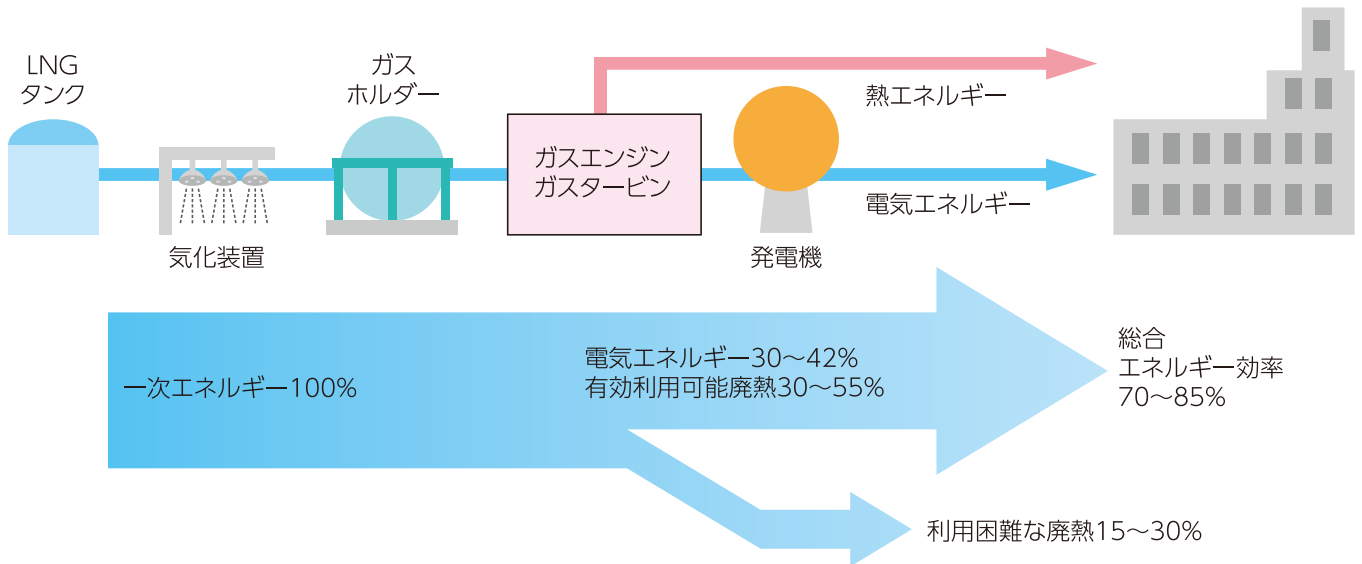 LNG
タンク
気化装置
ガス
ホルダー
ガスエンジン
ガスタービン
発電機
熱エネルギー
電気エネルギー
一次エネルギー100%
電気エネルギー30〜42%
有効利用可能廃熱30〜55%
総合
エネルギー効率
70〜85%
利用困難な廃熱15〜30%